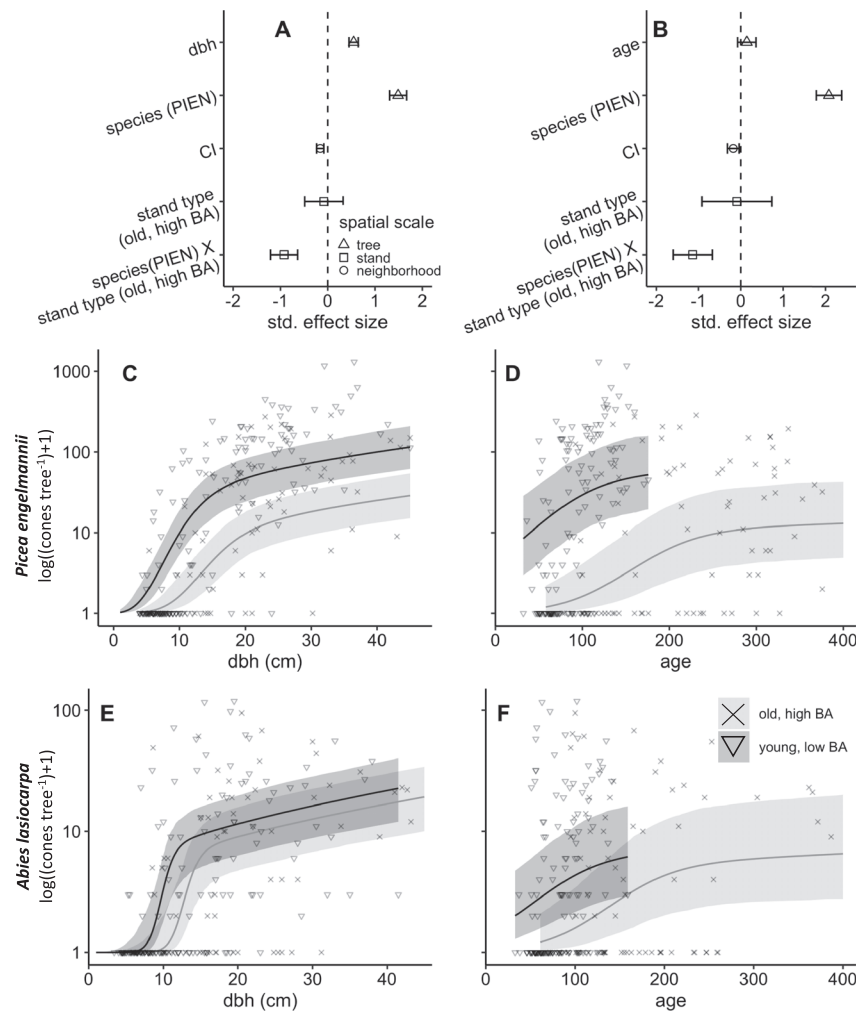 A
dbh
species (PIEN)
CI
stand type
(old, high BA)
species(PIEN) X
stand type (old, high BA)
spatial scale
tree
stand
neighborhood
-2 -1 0 1 2
std. effect size
B
age
species (PIEN)
CI
stand type
(old, high BA)
species(PIEN) X
stand type (old, high BA)
-2 -1 0 1 2
std. effect size
C
Picea engelmannii
log((cones tree⁻¹)+1)
1000
100
10
1
0 10 20 30 40
dbh (cm)
D
0 100 200 300 400
age
E
Abies lasiocarpa
log((cones tree⁻¹)+1)
100
10
1
0 10 20 30 40
dbh (cm)
F
old, high BA
young, low BA
0 100 200 300 400
age